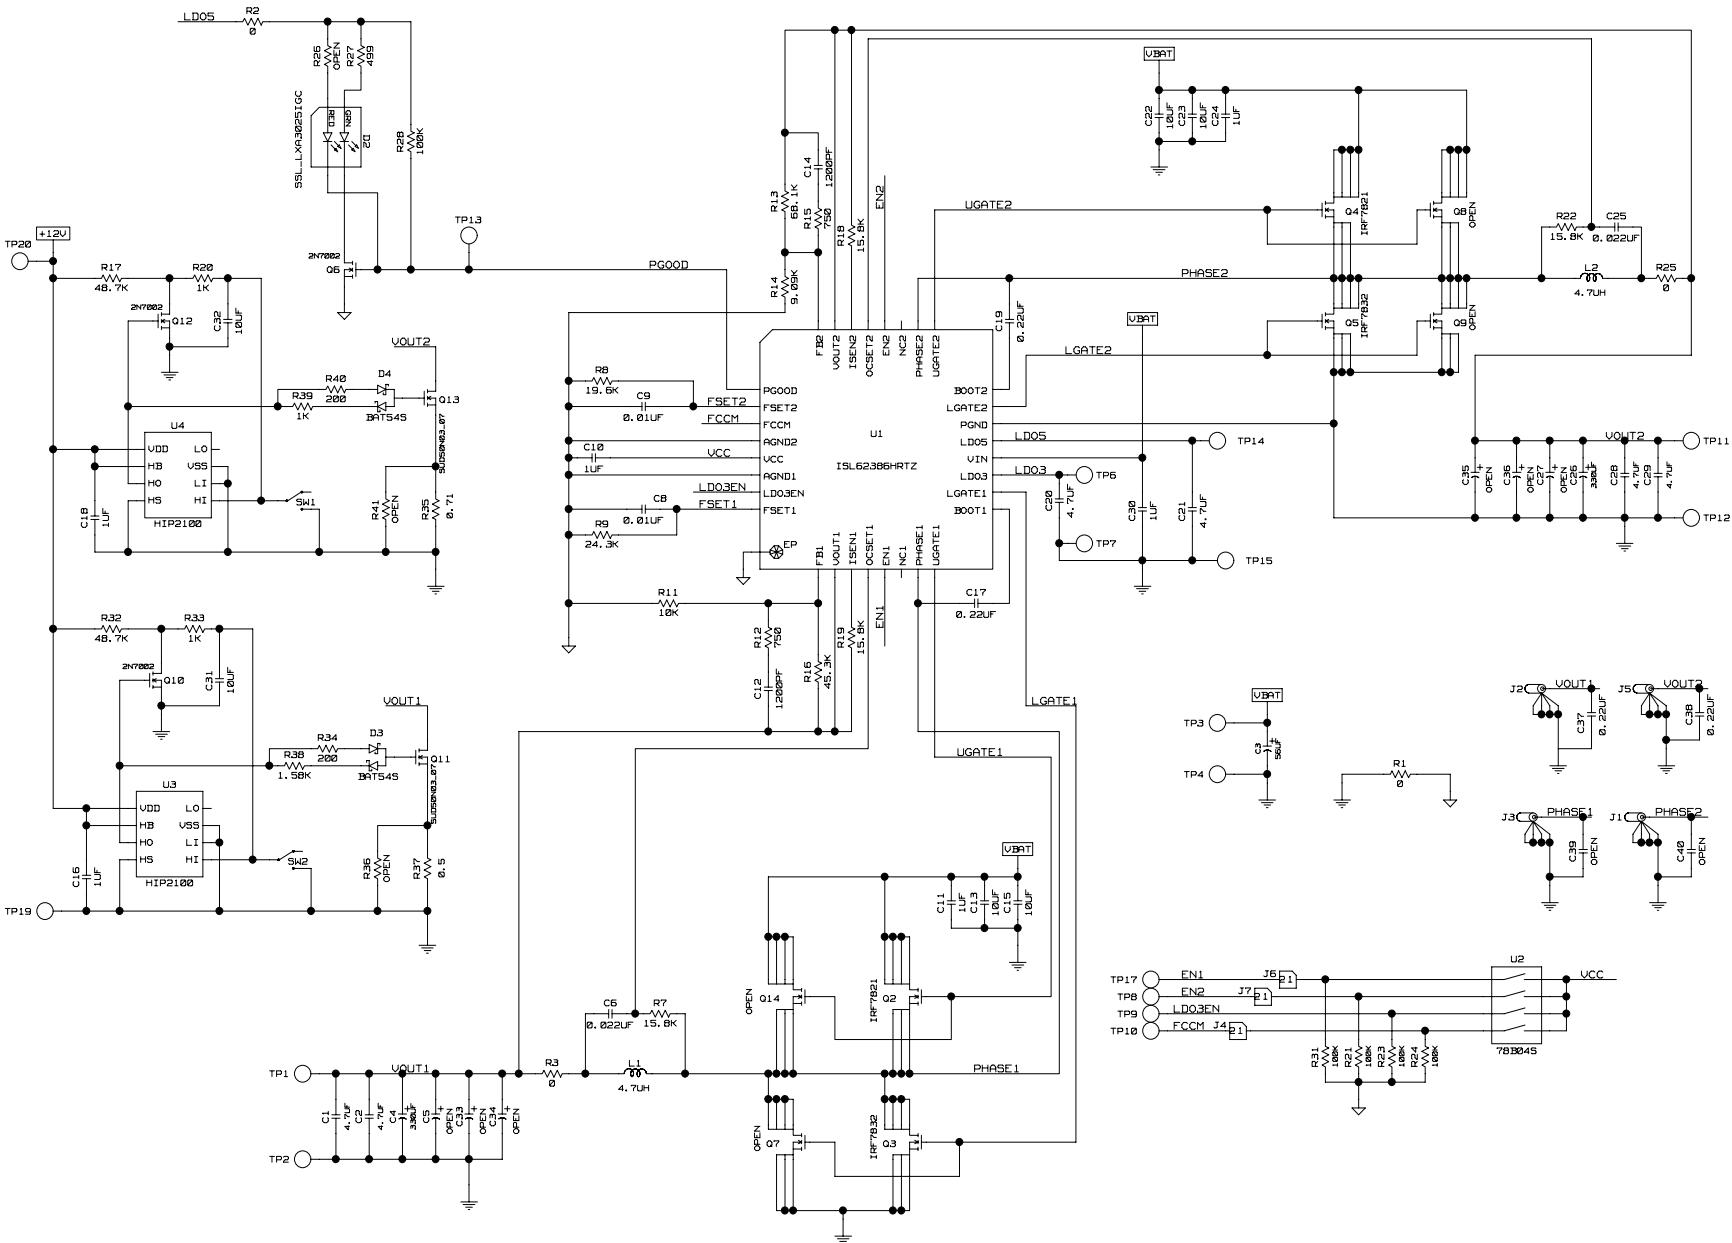 LDO5
R2
0
R26
OPEN
R27
499
SSL_LXA3025IGC
RED
GRN
D2
R28
100K
TP13
TP20
+12V
R17
48.7K
R20
1K
2N7002
Q12
C32
10UF
2N7002
Q6
PGOOD
VOUT2
R40
200
D4
R39
1K
BAT54S
Q13
SUD50N03_07
U4
VDD
HB
HO
HS
LO
VSS
LI
HI
HIP2100
C18
1UF
SW1
R41
OPEN
R35
0.71
R32
48.7K
R33
1K
2N7002
Q10
C31
10UF
VOUT1
R34
200
D3
R38
1.58K
BAT54S
Q11
SUD50N03_07
U3
VDD
HB
HO
HS
LO
VSS
LI
HI
HIP2100
C16
1UF
SW2
R36
OPEN
R37
0.5
TP19
R13
68.1K
C14
1200PF
R15
750
R18
15.8K
EN2
R14
9.09K
UGATE2
PHASE2
LGATE2
C19
0.22UF
R8
19.6K
C9
0.01UF
FSET2
FCCM
C10
1UF
VCC
LDO3EN
C8
0.01UF
FSET1
R9
24.3K
EP
FB2
VOUT2
ISEN2
OCSET2
EN2
NC2
PHASE2
UGATE2
PGOOD
FSET2
FCCM
AGND2
VCC
AGND1
LDO3EN
FSET1
U1
ISL62386HRTZ
BOOT2
LGATE2
PGND
LDO5
VIN
LDO3
LGATE1
BOOT1
FB1
VOUT1
ISEN1
OCSET1
EN1
NC1
PHASE1
UGATE1
LDO5
LDO3
TP14
TP6
TP7
TP15
C20
4.7UF
VBAT
C30
1UF
C21
4.7UF
C17
0.22UF
R11
10K
R12
750
C12
1200PF
R16
45.3K
R19
15.8K
EN1
LGATE1
UGATE1
VBAT
C22
10UF
C23
10UF
C24
1UF
Q4
IRF7821
Q8
OPEN
Q5
IRF7832
Q9
OPEN
R22
15.8K
C25
0.022UF
L2
4.7UH
R25
0
VOUT2
TP11
TP12
C35
OPEN
C36
OPEN
C27
OPEN
C26
330UF
C28
4.7UF
C29
4.7UF
VBAT
TP3
TP4
C3
56UF
R1
0
J2
VOUT1
C37
0.22UF
J5
VOUT2
C38
0.22UF
J3
PHASE1
C39
OPEN
J1
PHASE2
C40
OPEN
VBAT
C11
1UF
C13
10UF
C15
10UF
Q14
OPEN
Q2
IRF7821
Q7
OPEN
Q3
IRF7832
PHASE1
C6
0.022UF
R7
15.8K
R3
0
L1
4.7UH
TP1
VOUT1
TP2
C1
4.7UF
C2
4.7UF
C4
330UF
C5
OPEN
C33
OPEN
C34
OPEN
TP17
EN1
J6
21
TP8
EN2
J7
21
TP9
LDO3EN
TP10
FCCM
J4
21
U2
VCC
78B04S
R31
100K
R21
100K
R23
100K
R24
100K